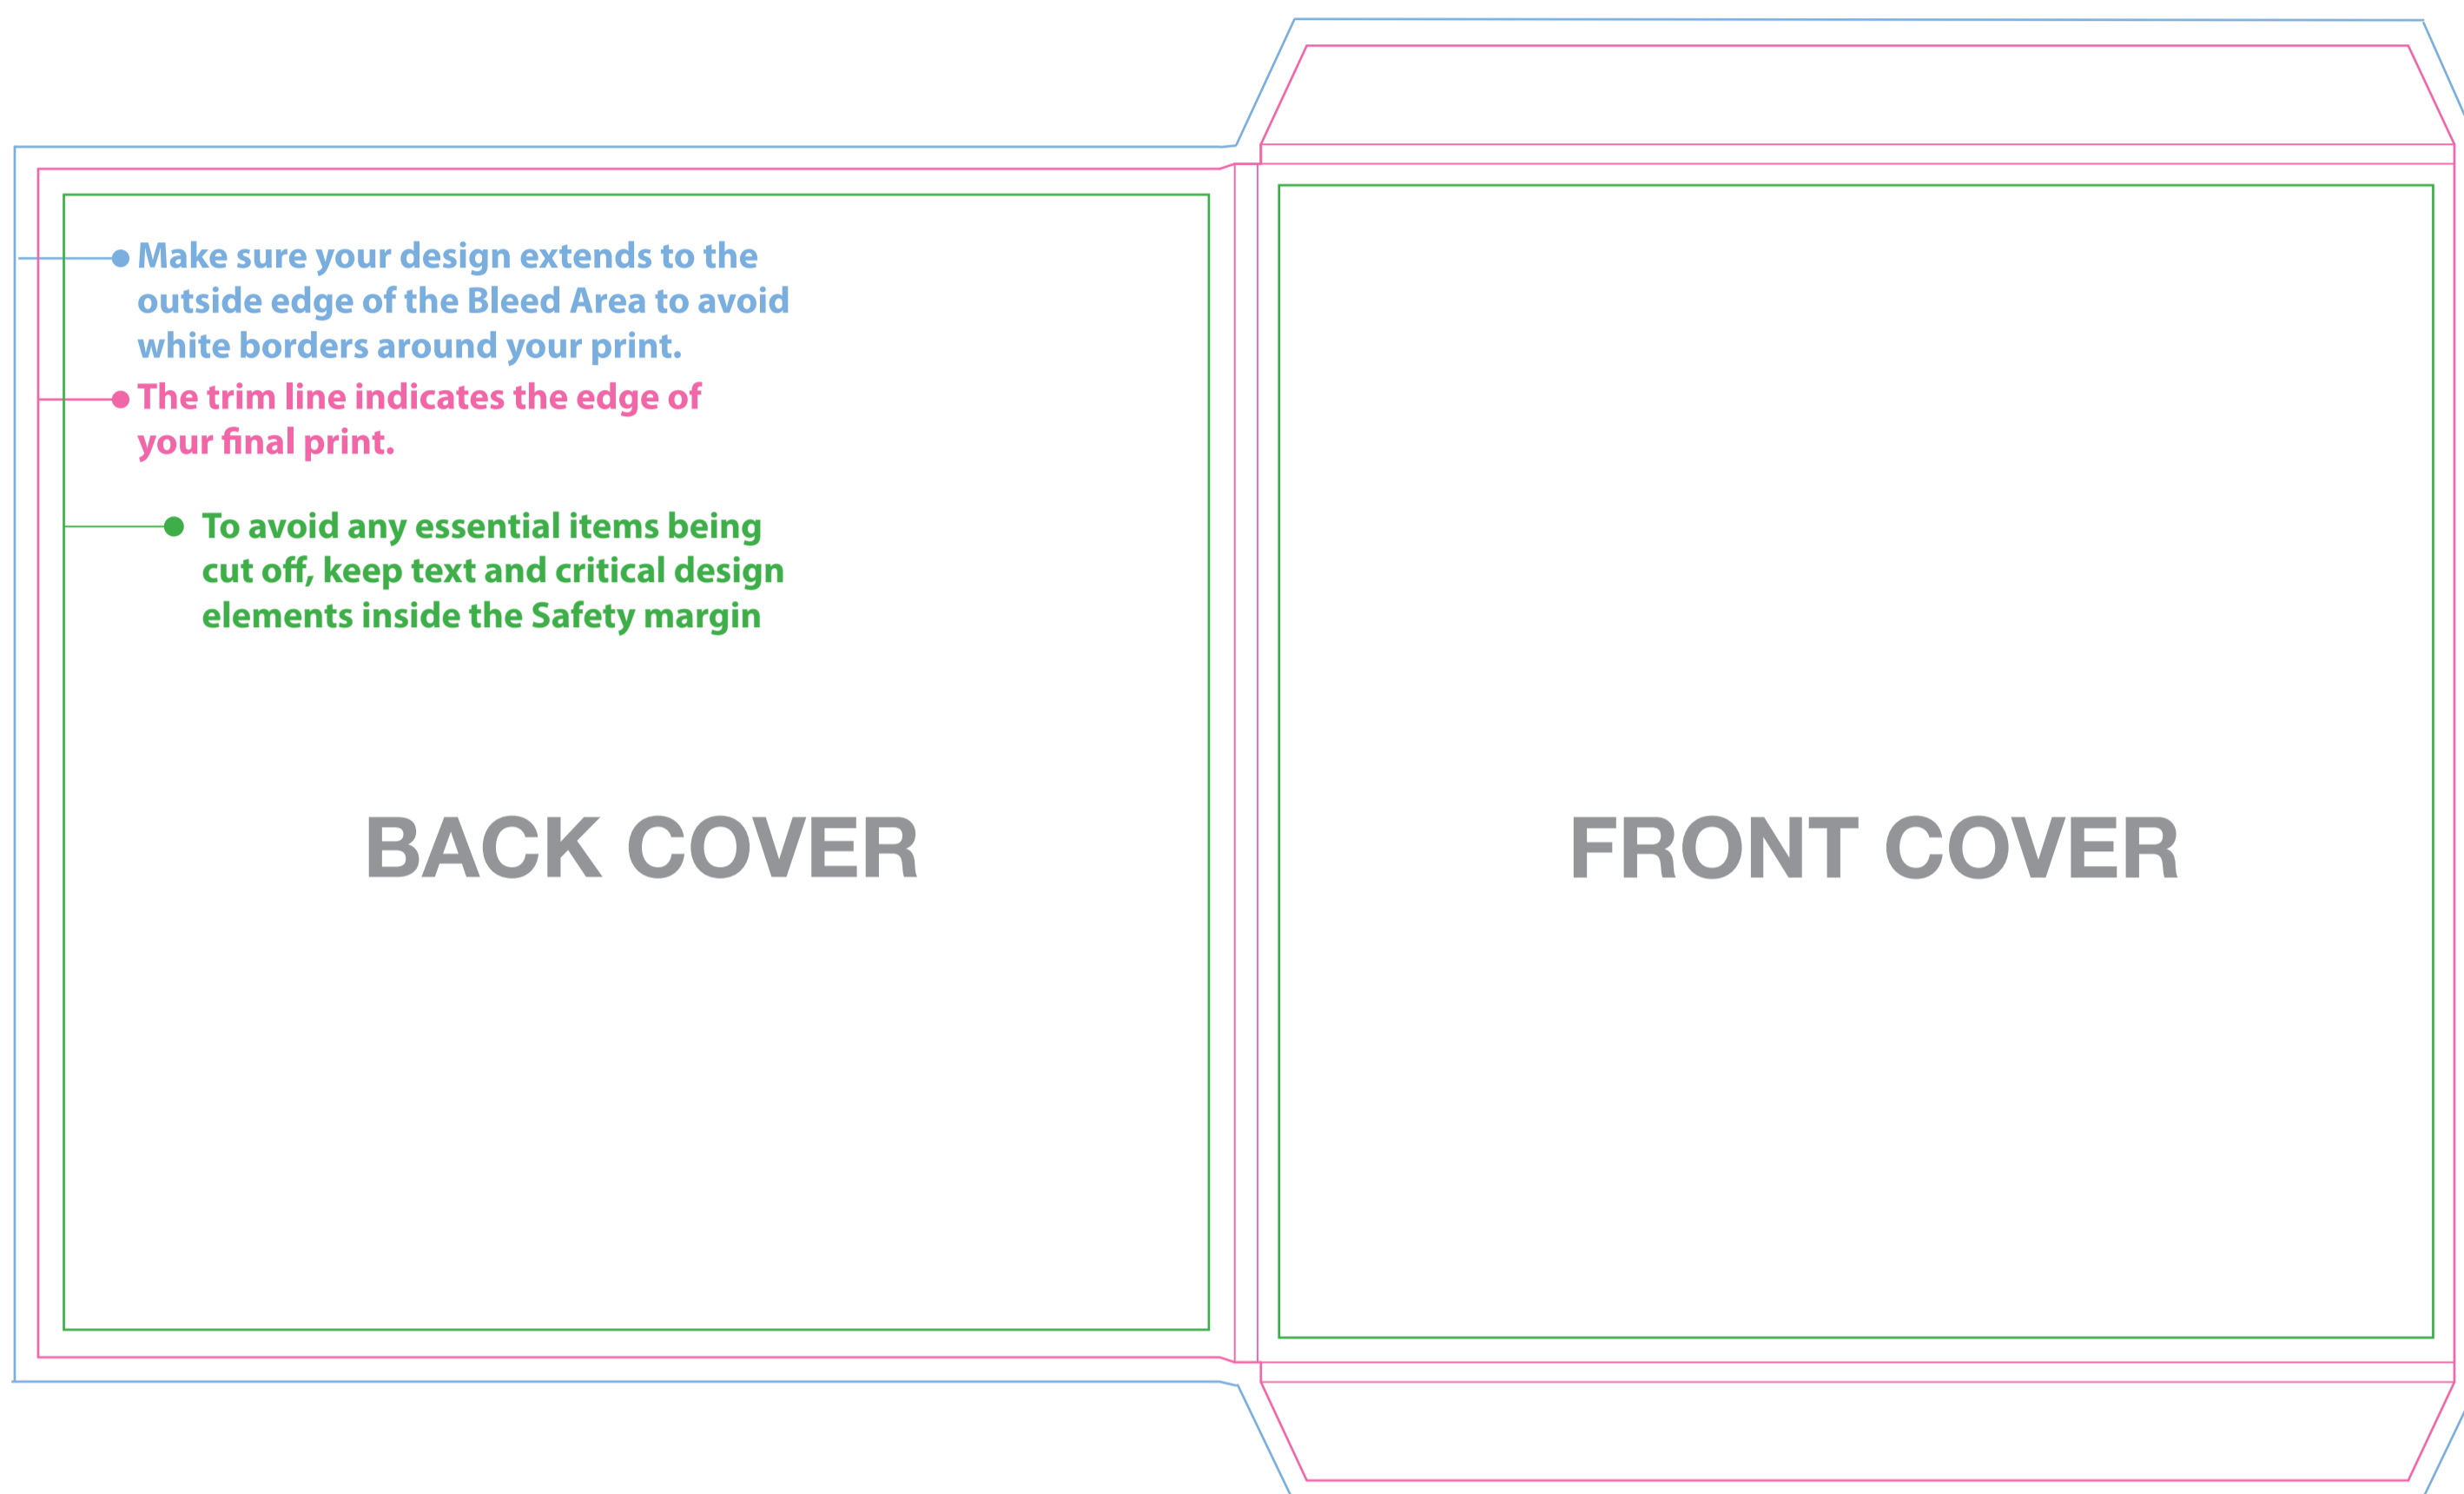 Make sure your design extends to the
outside edge of the Bleed Area to avoid
white borders around your print.
The trim line indicates the edge of
your final print.
To avoid any essential items being
cut off, keep text and critical design
elements inside the Safety margin
BACK COVER
FRONT COVER